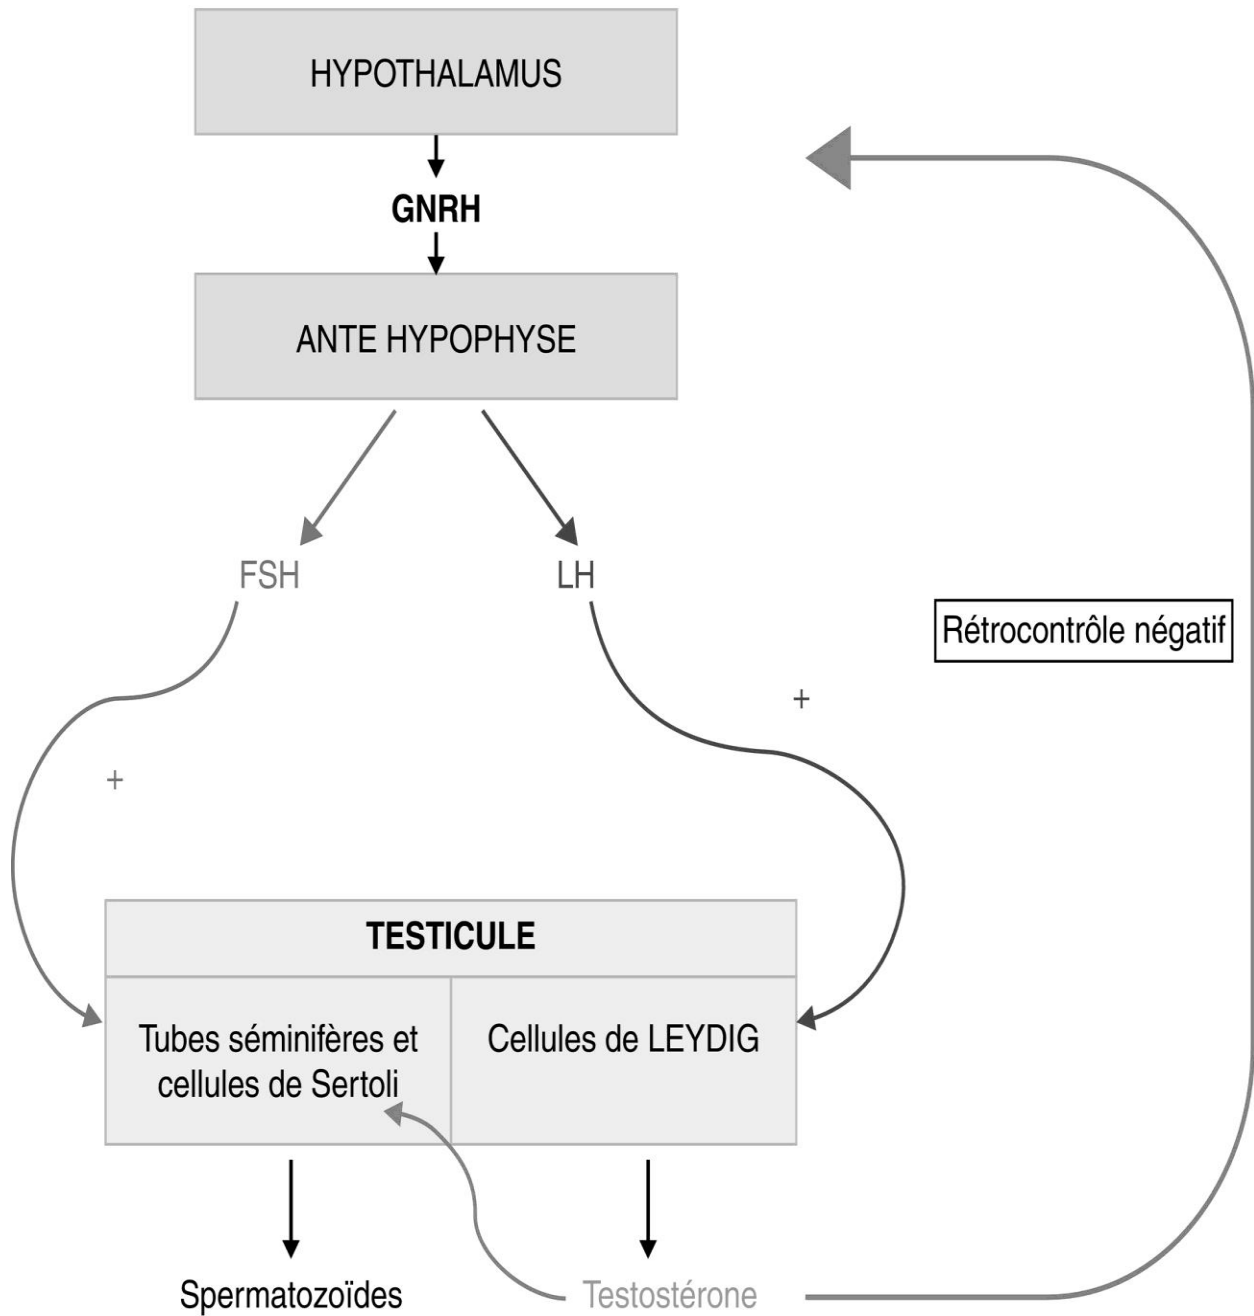 HYPOTHALAMUS
GNRH
ANTE HYPOPHYSE
FSH
LH
Rétrocontrôle négatif
+
+
TESTICULE
Tubes séminifères et
cellules de Sertoli
Cellules de LEYDIG
Spermatozoïdes
Testostérone